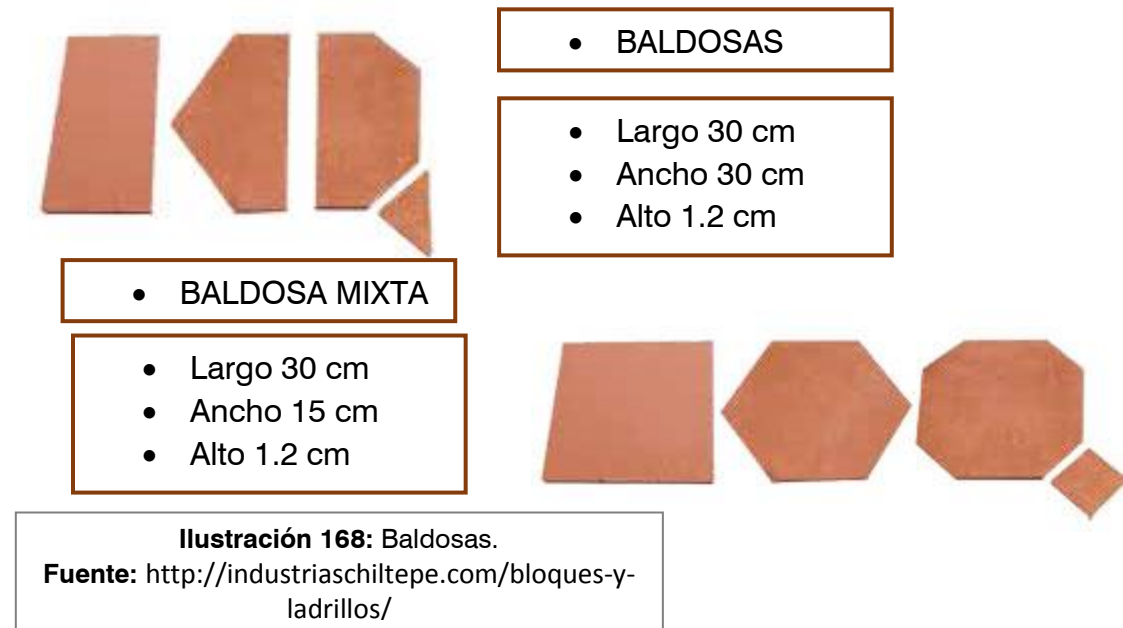 • BALDOSAS
• Largo 30 cm
• Ancho 30 cm
• Alto 1.2 cm
• BALDOSA MIXTA
• Largo 30 cm
• Ancho 15 cm
• Alto 1.2 cm
Ilustración 168: Baldosas.
Fuente: http://industriaschiltepe.com/bloques-y-
ladrillos/